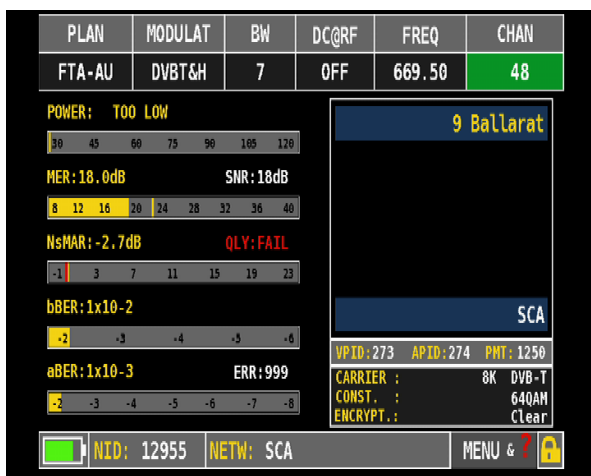 PLAN MODULAT BW DC@RF FREQ CHAN
FTA-AU DVBT&H 7 OFF 669.50 48
POWER: TOO LOW
30 45 60 75 90 105 120
MER:18.0dB SNR:18dB
8 12 16 20 24 28 32 36 40
NsMAR:-2.7dB QLY:FAIL
-1 3 7 11 15 19 23
bBER:1x10-2
-2 -3 -4 -5 -6
aBER:1x10-3 ERR:999
-2 -3 -4 -5 -6 -7 -8
9 Ballarat
SCA
VPID:273 APID:274 PMT:1250
CARRIER : 8K DVB-T
CONST. : 64QAM
ENCRYPT.: Clear
NID: 12955 NETW: SCA MENU & ?